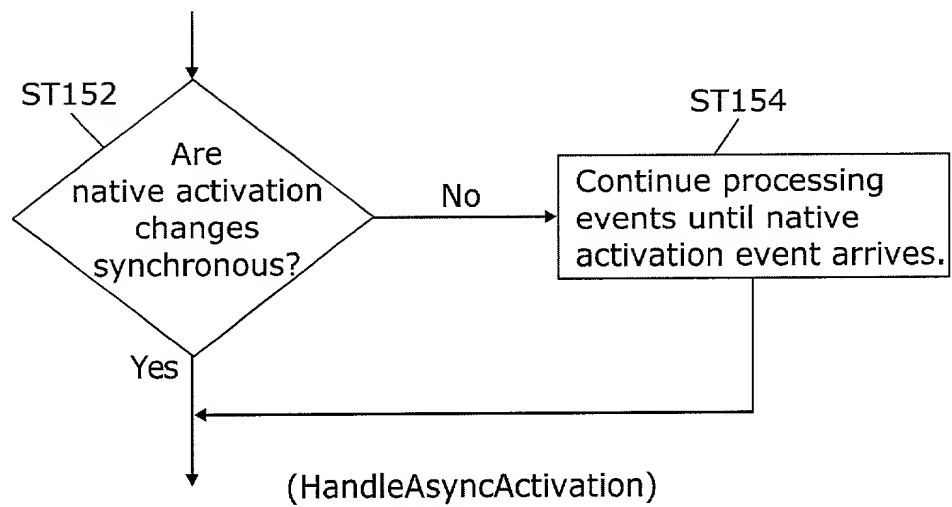 ST152
Are
native activation
changes
synchronous?
No
ST154
Continue processing
events until native
activation event arrives.
Yes
(HandleAsyncActivation)